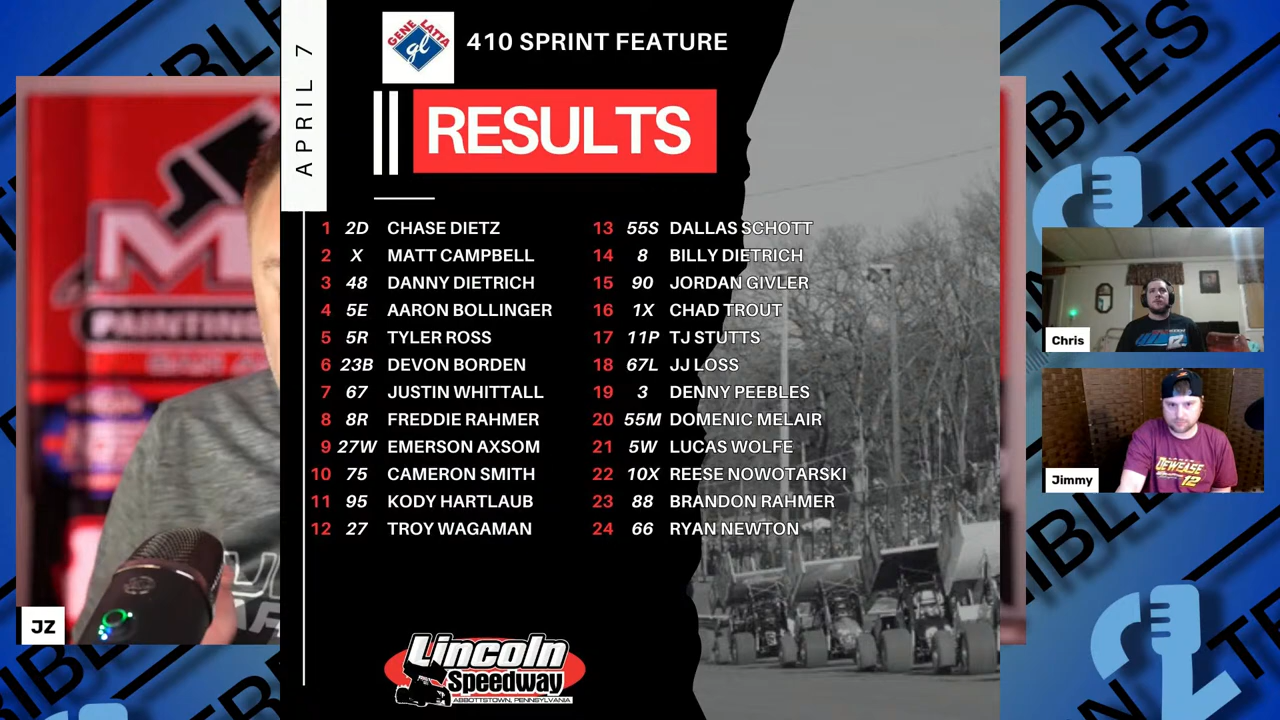 APRIL 7
GENE LATTA
gl
410 SPRINT FEATURE
RESULTS
1 2D CHASE DIETZ
2 X MATT CAMPBELL
3 48 DANNY DIETRICH
4 5E AARON BOLLINGER
5 5R TYLER ROSS
6 23B DEVON BORDEN
7 67 JUSTIN WHITTALL
8 8R FREDDIE RAHMER
9 27W EMERSON AXSOM
10 75 CAMERON SMITH
11 95 KODY HARTLAUB
12 27 TROY WAGAMAN
13 55S DALLAS SCHOTT
14 8 BILLY DIETRICH
15 90 JORDAN GIVLER
16 1X CHAD TROUT
17 11P TJ STUTTS
18 67L JJ LOSS
19 3 DENNY PEEBLES
20 55M DOMENIC MELAIR
21 5W LUCAS WOLFE
22 10X REESE NOWOTARSKI
23 88 BRANDON RAHMER
24 66 RYAN NEWTON
Lincoln
Speedway
ABBOTTSTOWN, PENNSYLVANIA
PAINTING
JZ
Chris
DEWEASE
12
Jimmy